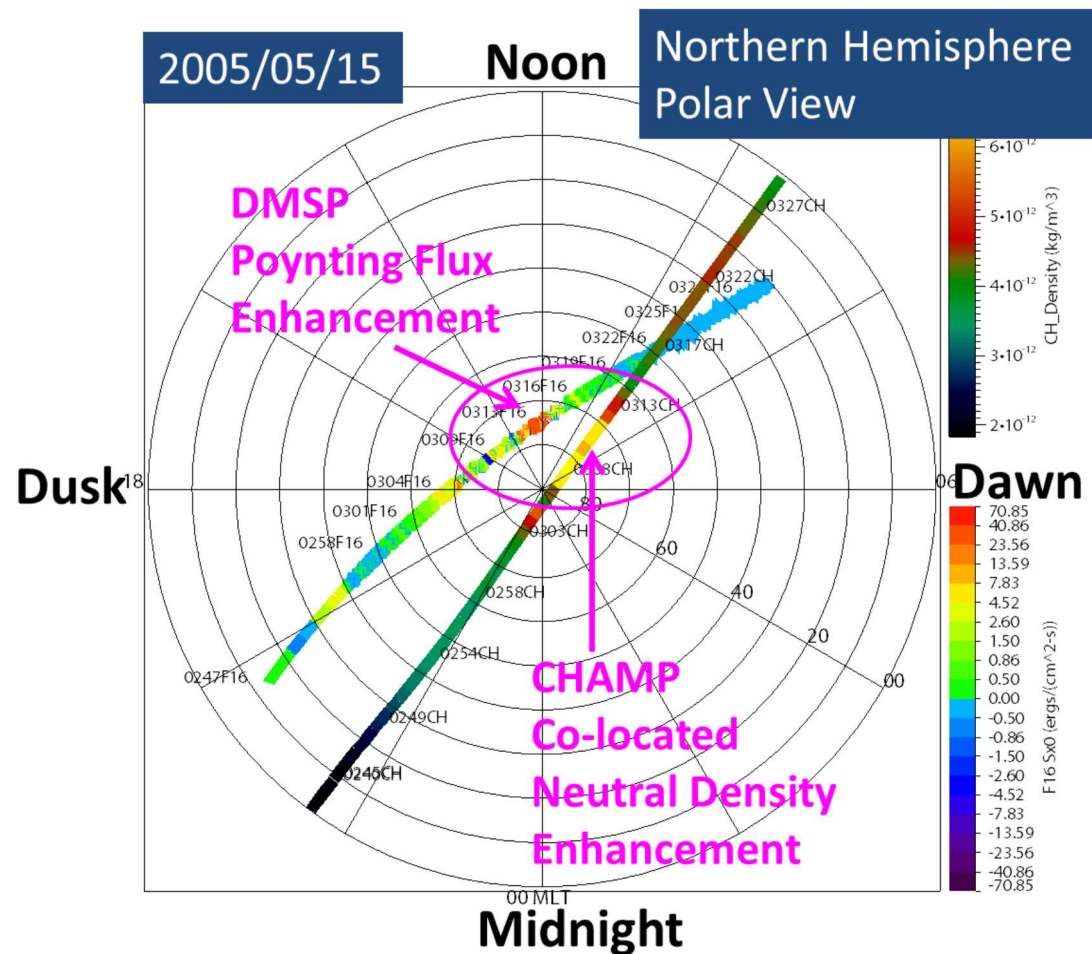 2005/05/15
Noon
Northern Hemisphere
Polar View
6•10⁻¹²
5•10⁻¹²
4•10⁻¹²
3•10⁻¹²
2•10⁻¹²
CH_Density (kg/m^3)
DMSP
Poynting Flux
Enhancement
0327CH
0322CH
0325F1
0322F16
0317CH
0319F16
0316F16
0313CH
0313F16
0309F16
0308CH
0304F16
0303CH
0301F16
0258F16
0258CH
0254CH
0247F16
0249CH
0245CH
Dusk
18
06
Dawn
80
60
40
20
00
CHAMP
Co-located
Neutral Density
Enhancement
70.85
40.86
23.56
13.59
7.83
4.52
2.60
1.50
0.86
0.50
0.00
-0.50
-0.86
-1.50
-2.60
-4.52
-7.83
-13.59
-23.56
-40.86
-70.85
F16 Sx0 (ergs/(cm^2-s))
00 MLT
Midnight